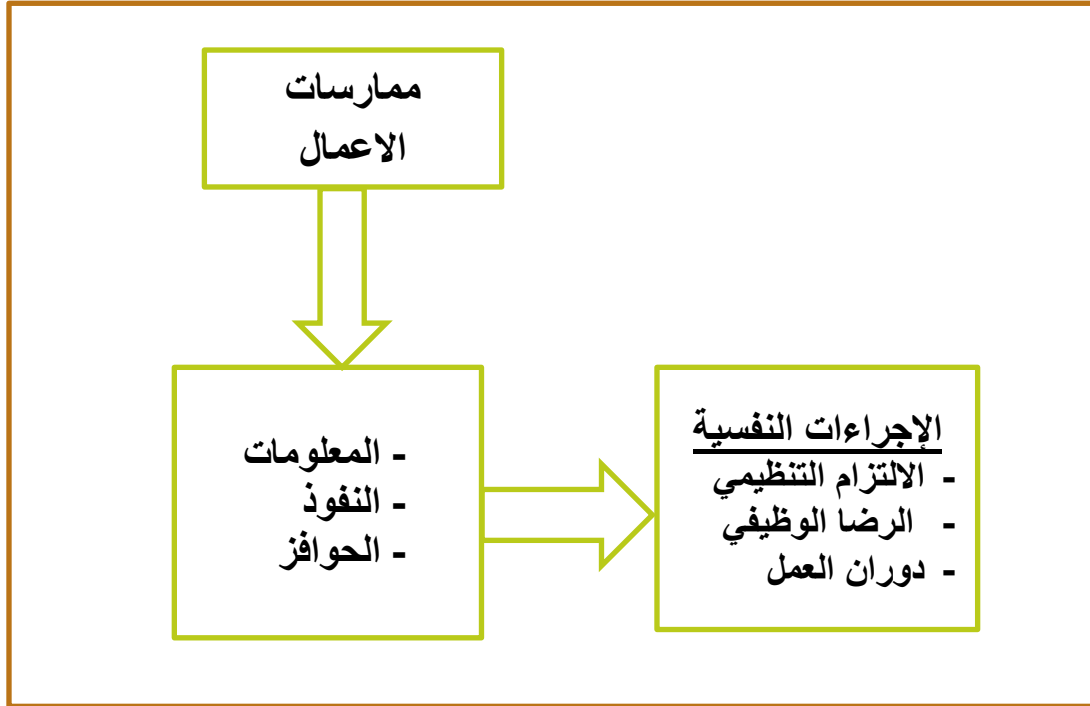 ممارسات
الاعمال
- المعلومات
- النفوذ
- الحوافز
الإجراءات النفسية
- الالتزام التنظيمي
- الرضا الوظيفي
- دوران العمل